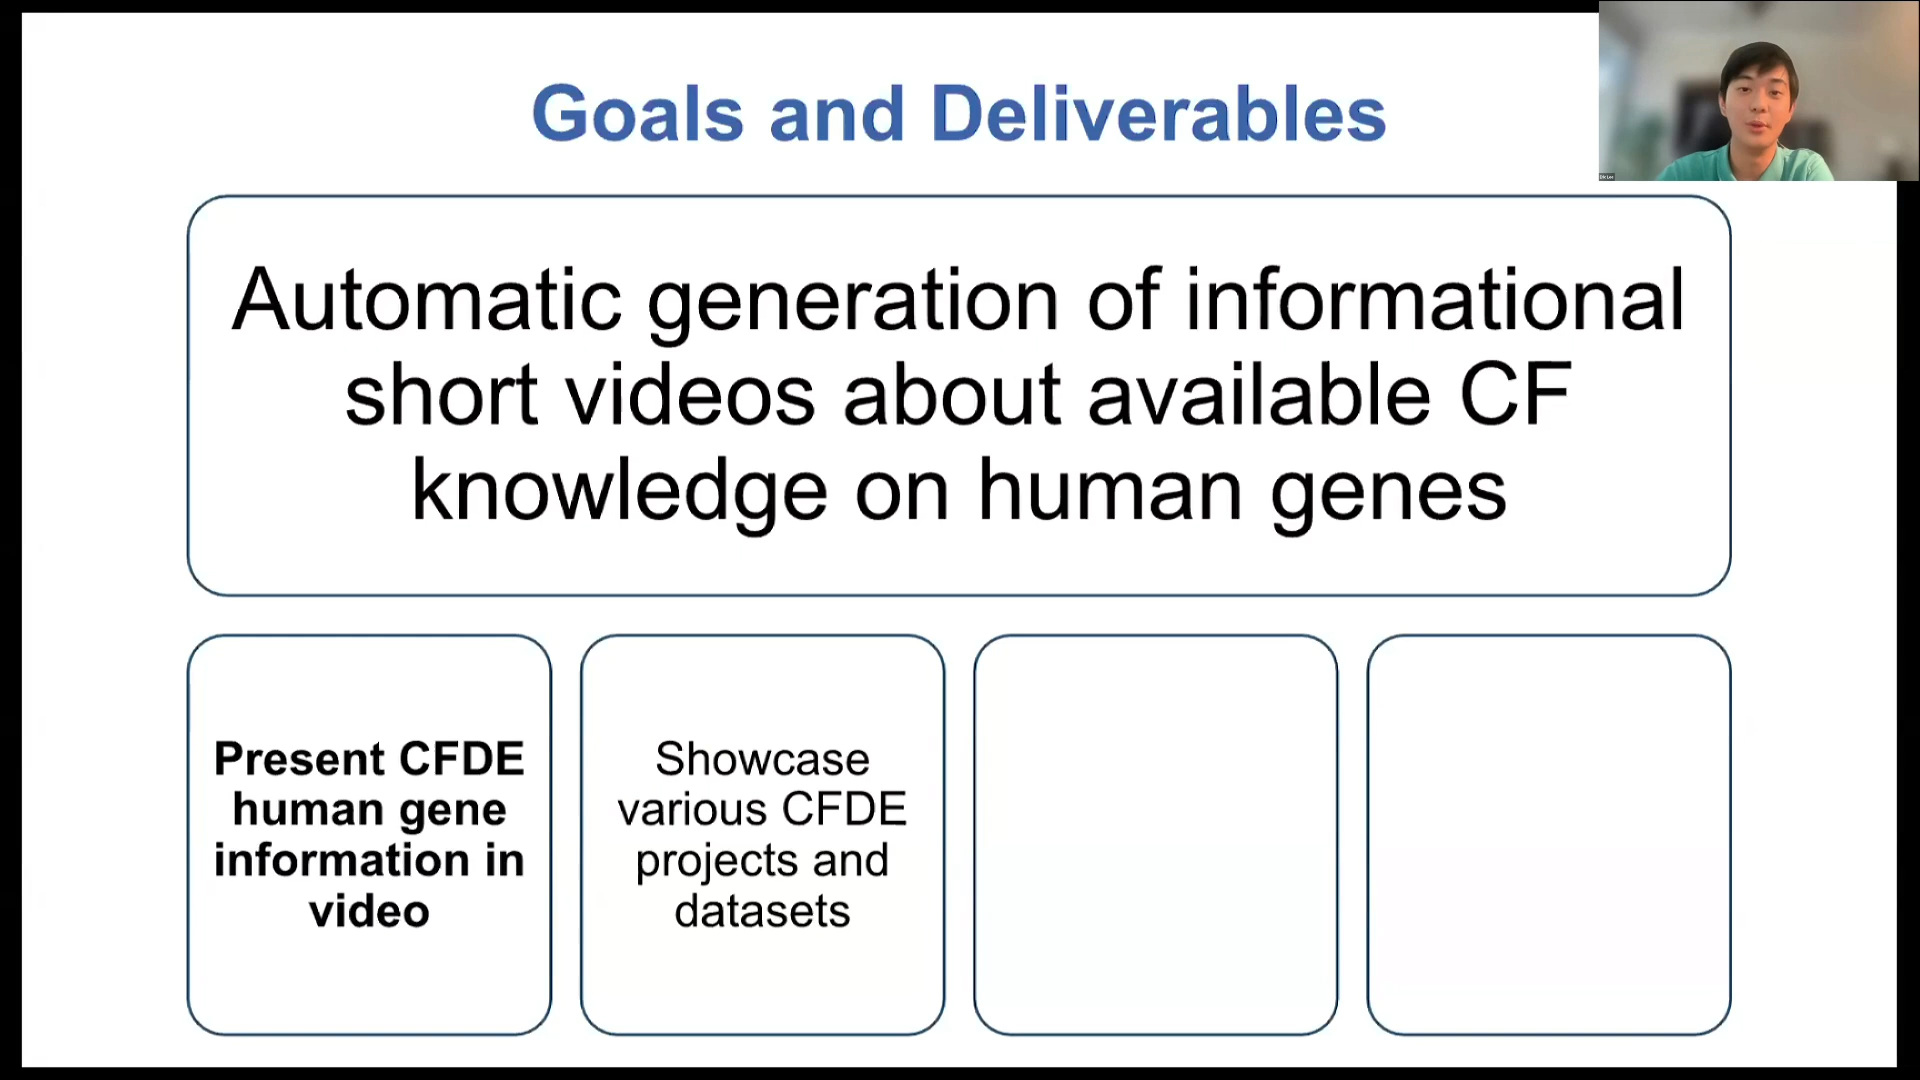 Goals and Deliverables
Automatic generation of informational
short videos about available CF
knowledge on human genes
Present CFDE
human gene
information in
video
Showcase
various CFDE
projects and
datasets